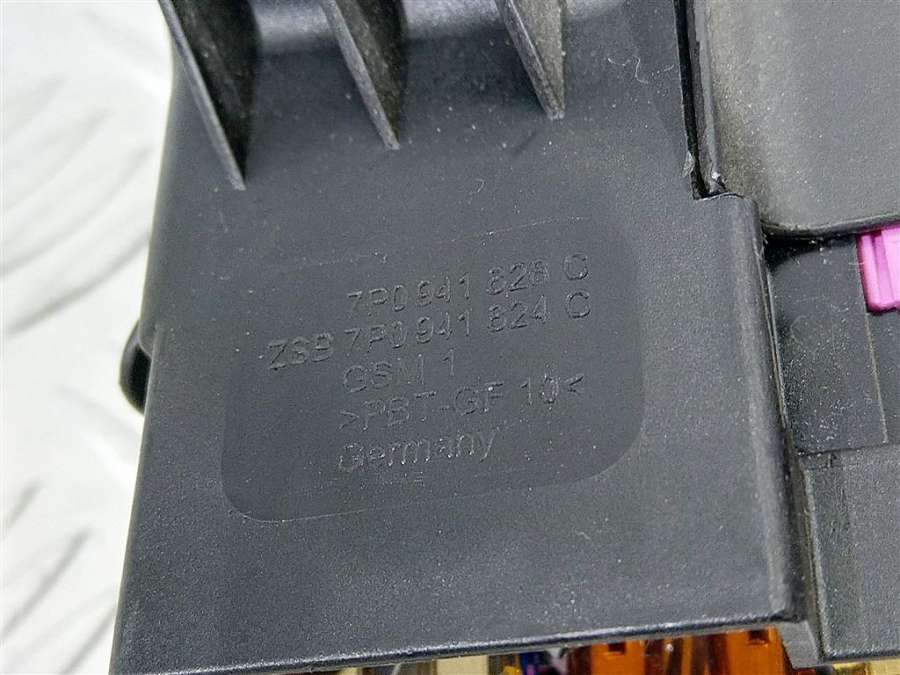 7P0 941 828 C
ZSB 7P0 941 824 C
GSM 1
>PBT-GF 10<
Germany